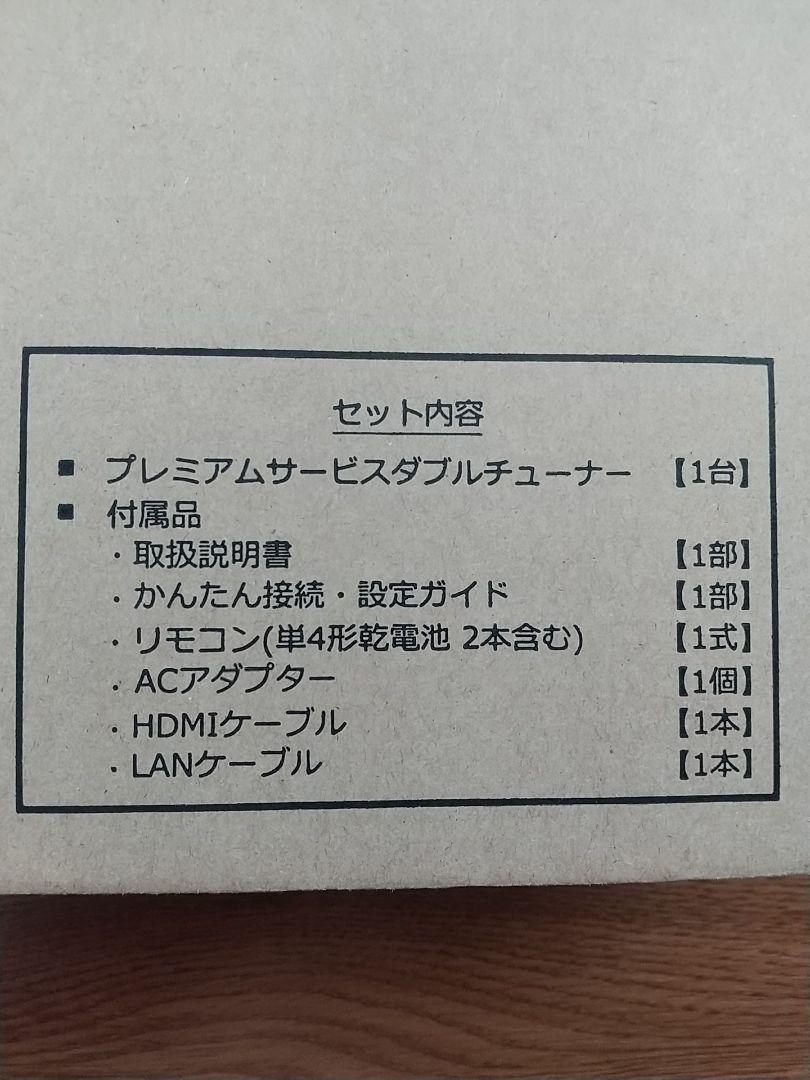 セット内容
■ プレミアムサービスダブルチューナー 【1台】
■ 付属品
・取扱説明書 【1部】
・かんたん接続・設定ガイド 【1部】
・リモコン(単4形乾電池 2本含む) 【1式】
・ACアダプター 【1個】
・HDMIケーブル 【1本】
・LANケーブル 【1本】